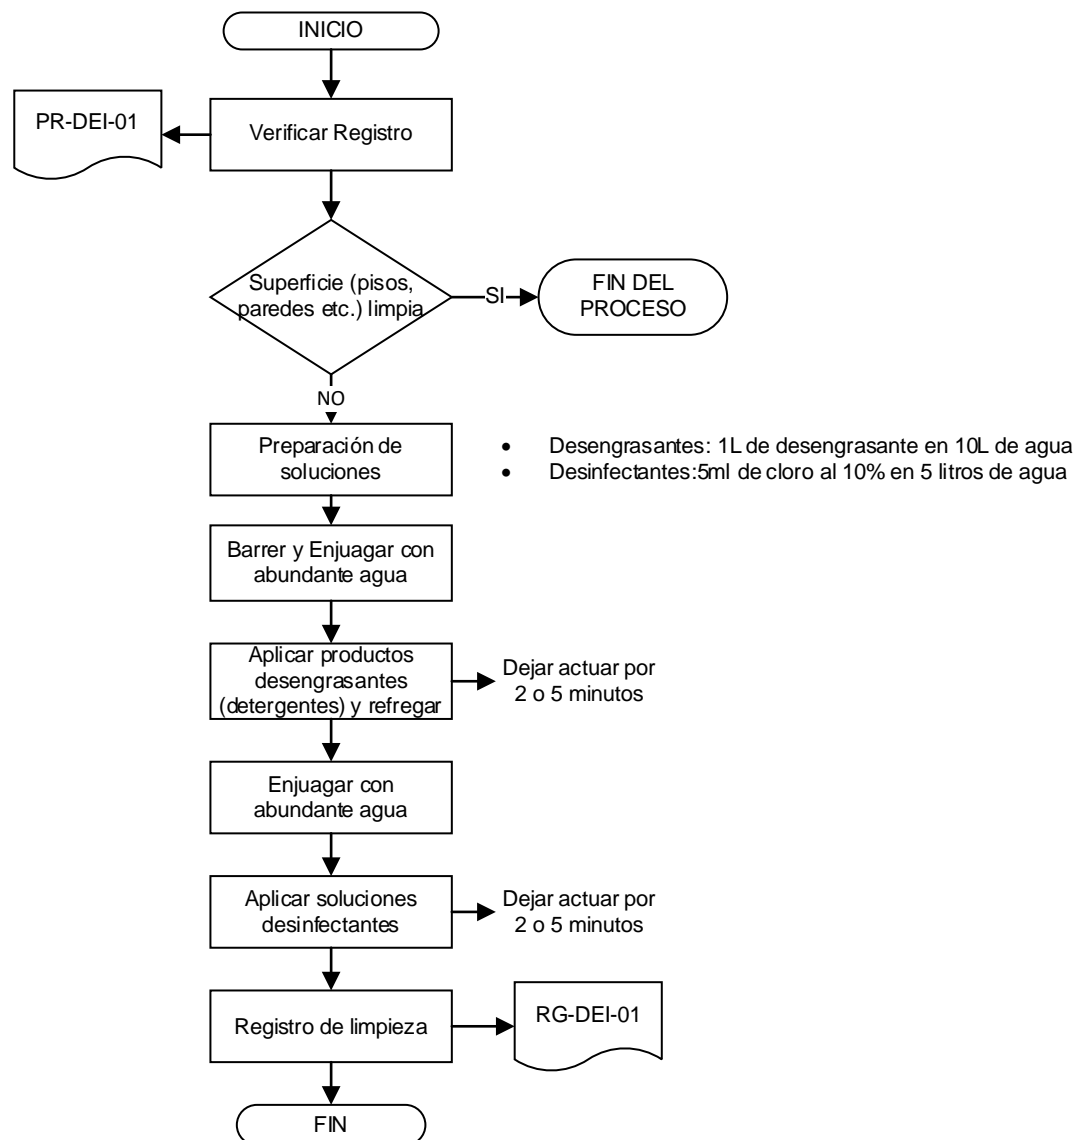 INICIO
PR-DEI-01
Verificar Registro
Superficie (pisos,
paredes etc.) limpia
SI
FIN DEL
PROCESO
NO
Preparación de
soluciones
• Desengrasantes: 1L de desengrasante en 10L de agua
• Desinfectantes:5ml de cloro al 10% en 5 litros de agua
Barrer y Enjuagar con
abundante agua
Aplicar productos
desengrasantes
(detergentes) y refregar
Dejar actuar por
2 o 5 minutos
Enjuagar con
abundante agua
Aplicar soluciones
desinfectantes
Dejar actuar por
2 o 5 minutos
Registro de limpieza
RG-DEI-01
FIN